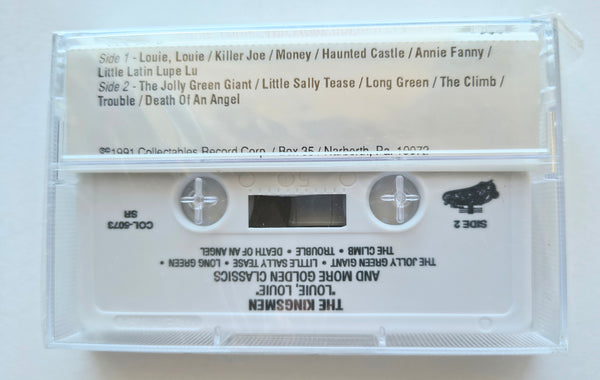 Side 1 - Louie, Louie / Killer Joe / Money / Haunted Castle / Annie Fanny /
Little Latin Lupe Lu
Side 2 - The Jolly Green Giant / Little Sally Tease / Long Green / The Climb /
Trouble / Death Of An Angel
©1991 Collectables Record Corp. / Box 35 / Narberth, Pa. 19072
THE KINGSMEN
"LOUIE, LOUIE"
AND MORE GOLDEN CLASSICS
THE JOLLY GREEN GIANT • LITTLE SALLY TEASE • LONG GREEN •
THE CLIMB • TROUBLE • DEATH OF AN ANGEL
SIDE 2
COL-5073
SR
50